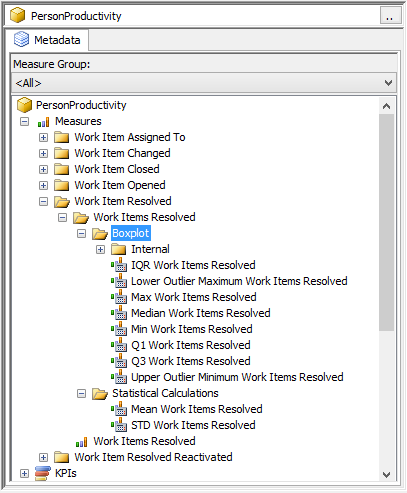 PersonProductivity
..
Metadata
Measure Group:
<All>
PersonProductivity
Measures
Work Item Assigned To
Work Item Changed
Work Item Closed
Work Item Opened
Work Item Resolved
Work Items Resolved
Boxplot
Internal
IQR Work Items Resolved
Lower Outlier Maximum Work Items Resolved
Max Work Items Resolved
Median Work Items Resolved
Min Work Items Resolved
Q1 Work Items Resolved
Q3 Work Items Resolved
Upper Outlier Minimum Work Items Resolved
Statistical Calculations
Mean Work Items Resolved
STD Work Items Resolved
Work Items Resolved
Work Item Resolved Reactivated
KPIs